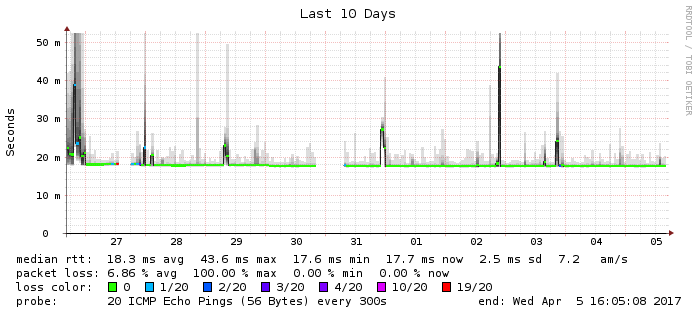 Last 10 Days
RRDTOOL / TOBI OETIKER
Seconds
50 m
40 m
30 m
20 m
10 m
0
27 28 29 30 31 01 02 03 04 05
median rtt: 18.3 ms avg 43.6 ms max 17.6 ms min 17.7 ms now 2.5 ms sd 7.2 am/s
packet loss: 6.86 % avg 100.00 % max 0.00 % min 0.00 % now
loss color: 0 1/20 2/20 3/20 4/20 10/20 19/20
probe: 20 ICMP Echo Pings (56 Bytes) every 300s end: Wed Apr 5 16:05:08 2017